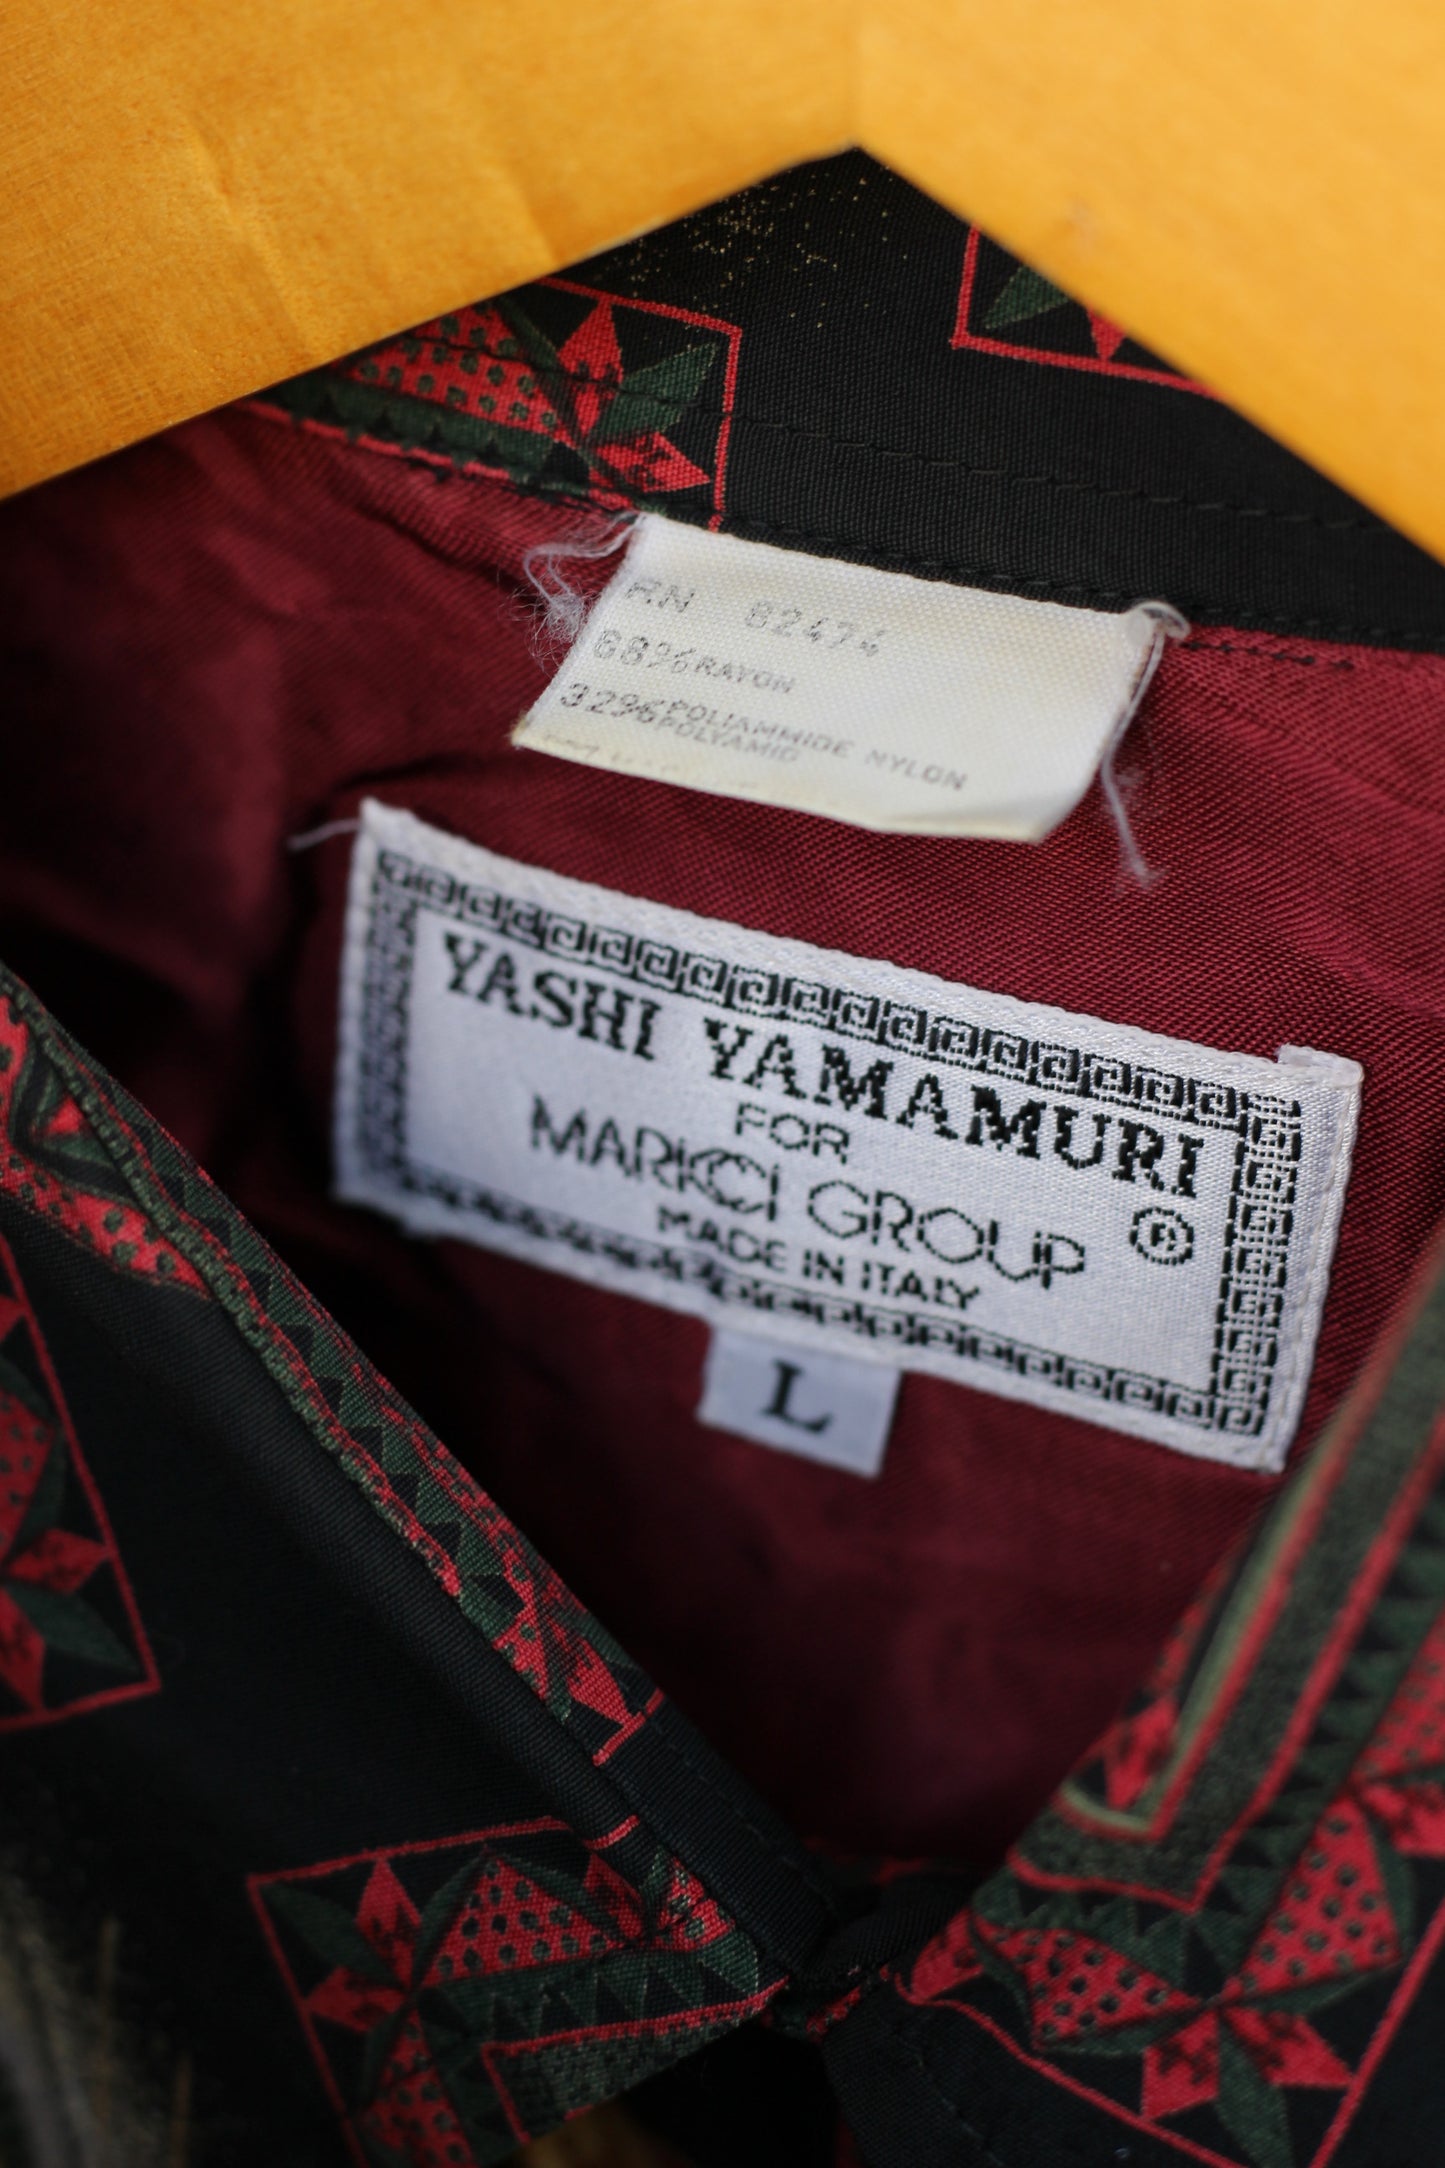 RN 82474
68% RAYON
32% POLIAMMIDE NYLON
POLYAMID
YASHI YAMAMURI
FOR
MARICCI GROUP ®
MADE IN ITALY
L